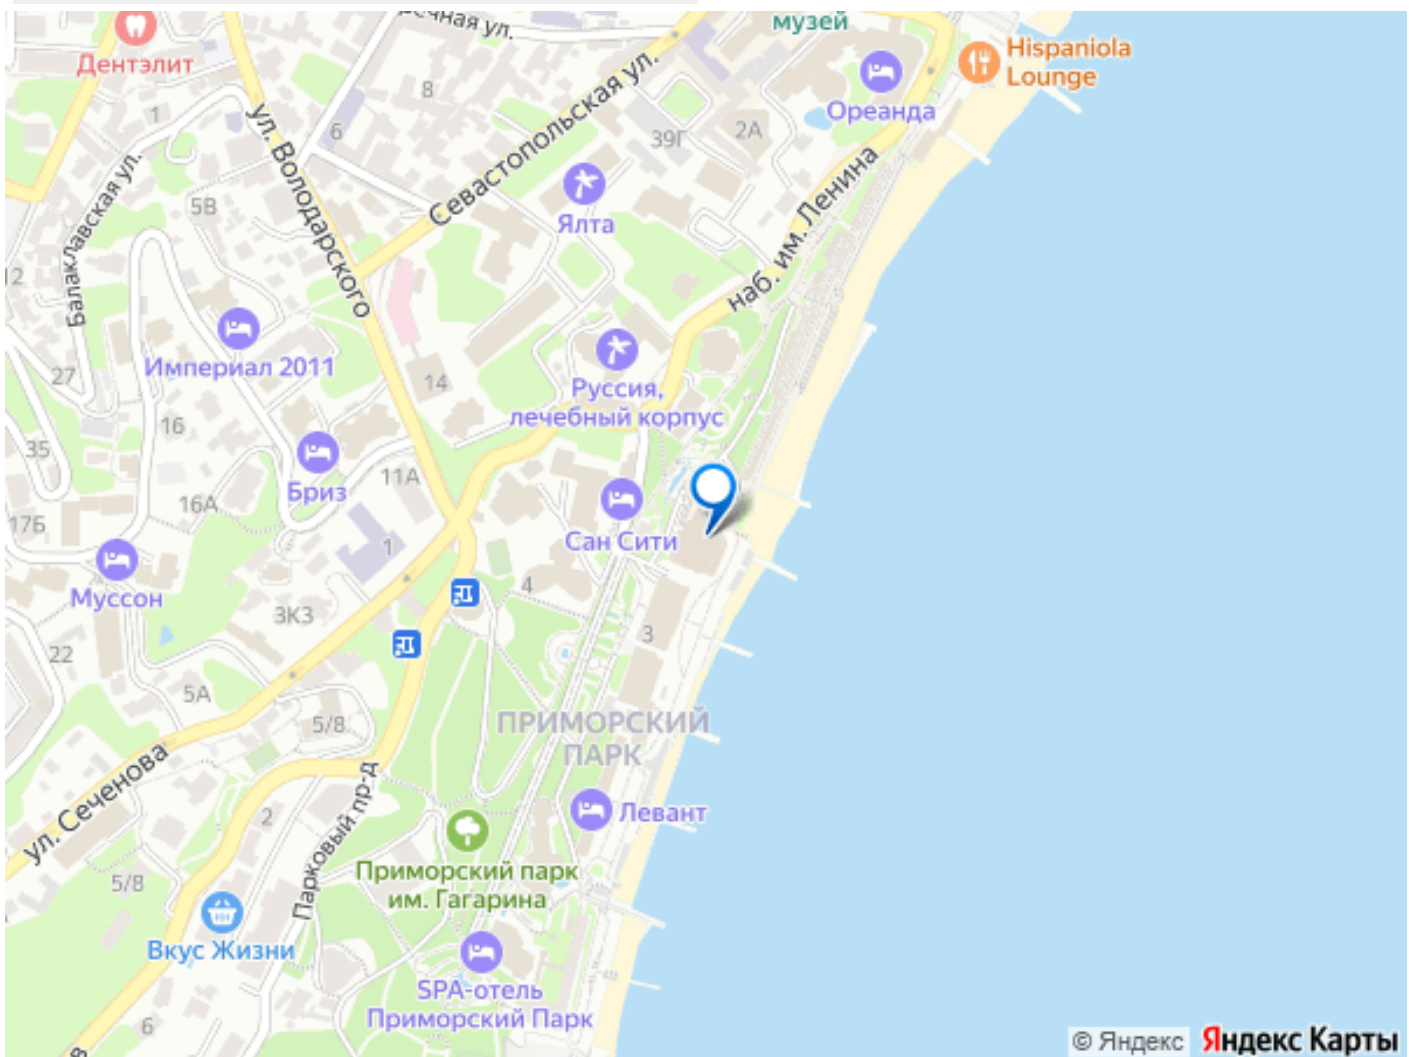 музей
Hispaniola
Lounge
Дентэлит
ул. Володарского
Севастопольская ул.
Ореанда
1
8
6
39Г
2А
Балаклавская ул.
5В
Ялта
наб. им. Ленина
12
Империал 2011
27
14
Руссия,
лечебный корпус
16
35
Бриз
11А
16А
17Б
Сан Сити
1
Муссон
4
3К3
3
22
5А
5/8
ПРИМОРСКИЙ
ПАРК
ул. Сеченова
Парковый пр-д
2
Левант
Приморский парк
им. Гагарина
5/8
Вкус Жизни
SPA-отель
Приморский Парк
6
© Яндекс Яндекс Карты